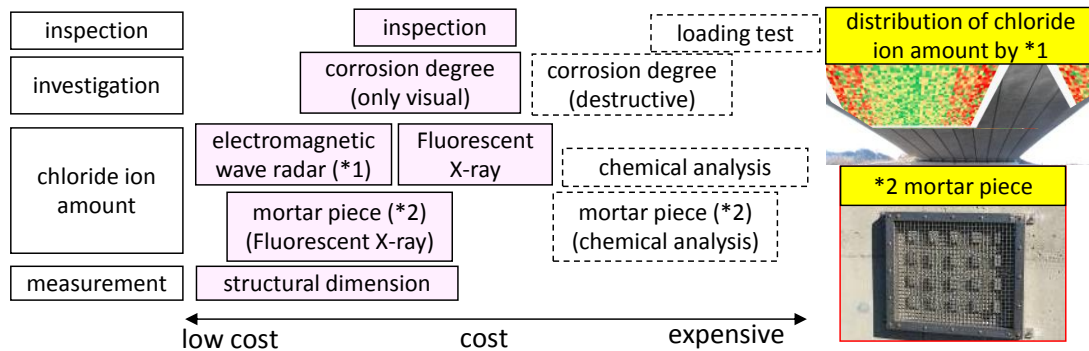 inspection
inspection
loading test
investigation
corrosion degree
(only visual)
corrosion degree
(destructive)
chloride ion
amount
electromagnetic
wave radar (*1)
Fluorescent
X-ray
chemical analysis
mortar piece (*2)
(Fluorescent X-ray)
mortar piece (*2)
(chemical analysis)
measurement
structural dimension
low cost
cost
expensive
distribution of chloride
ion amount by *1
*2 mortar piece